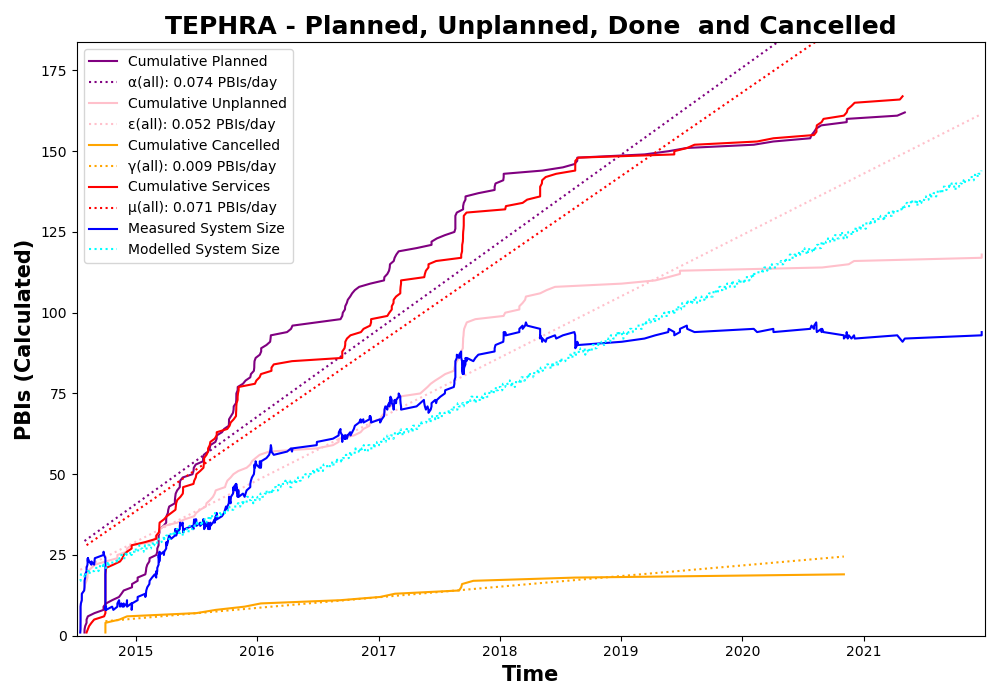 TEPHRA - Planned, Unplanned, Done  and Cancelled
Cumulative Planned
α(all): 0.074 PBIs/day
Cumulative Unplanned
ε(all): 0.052 PBIs/day
Cumulative Cancelled
γ(all): 0.009 PBIs/day
Cumulative Services
μ(all): 0.071 PBIs/day
Measured System Size
Modelled System Size
PBIs (Calculated)
175
150
125
100
75
50
25
0
2015 2016 2017 2018 2019 2020 2021
Time